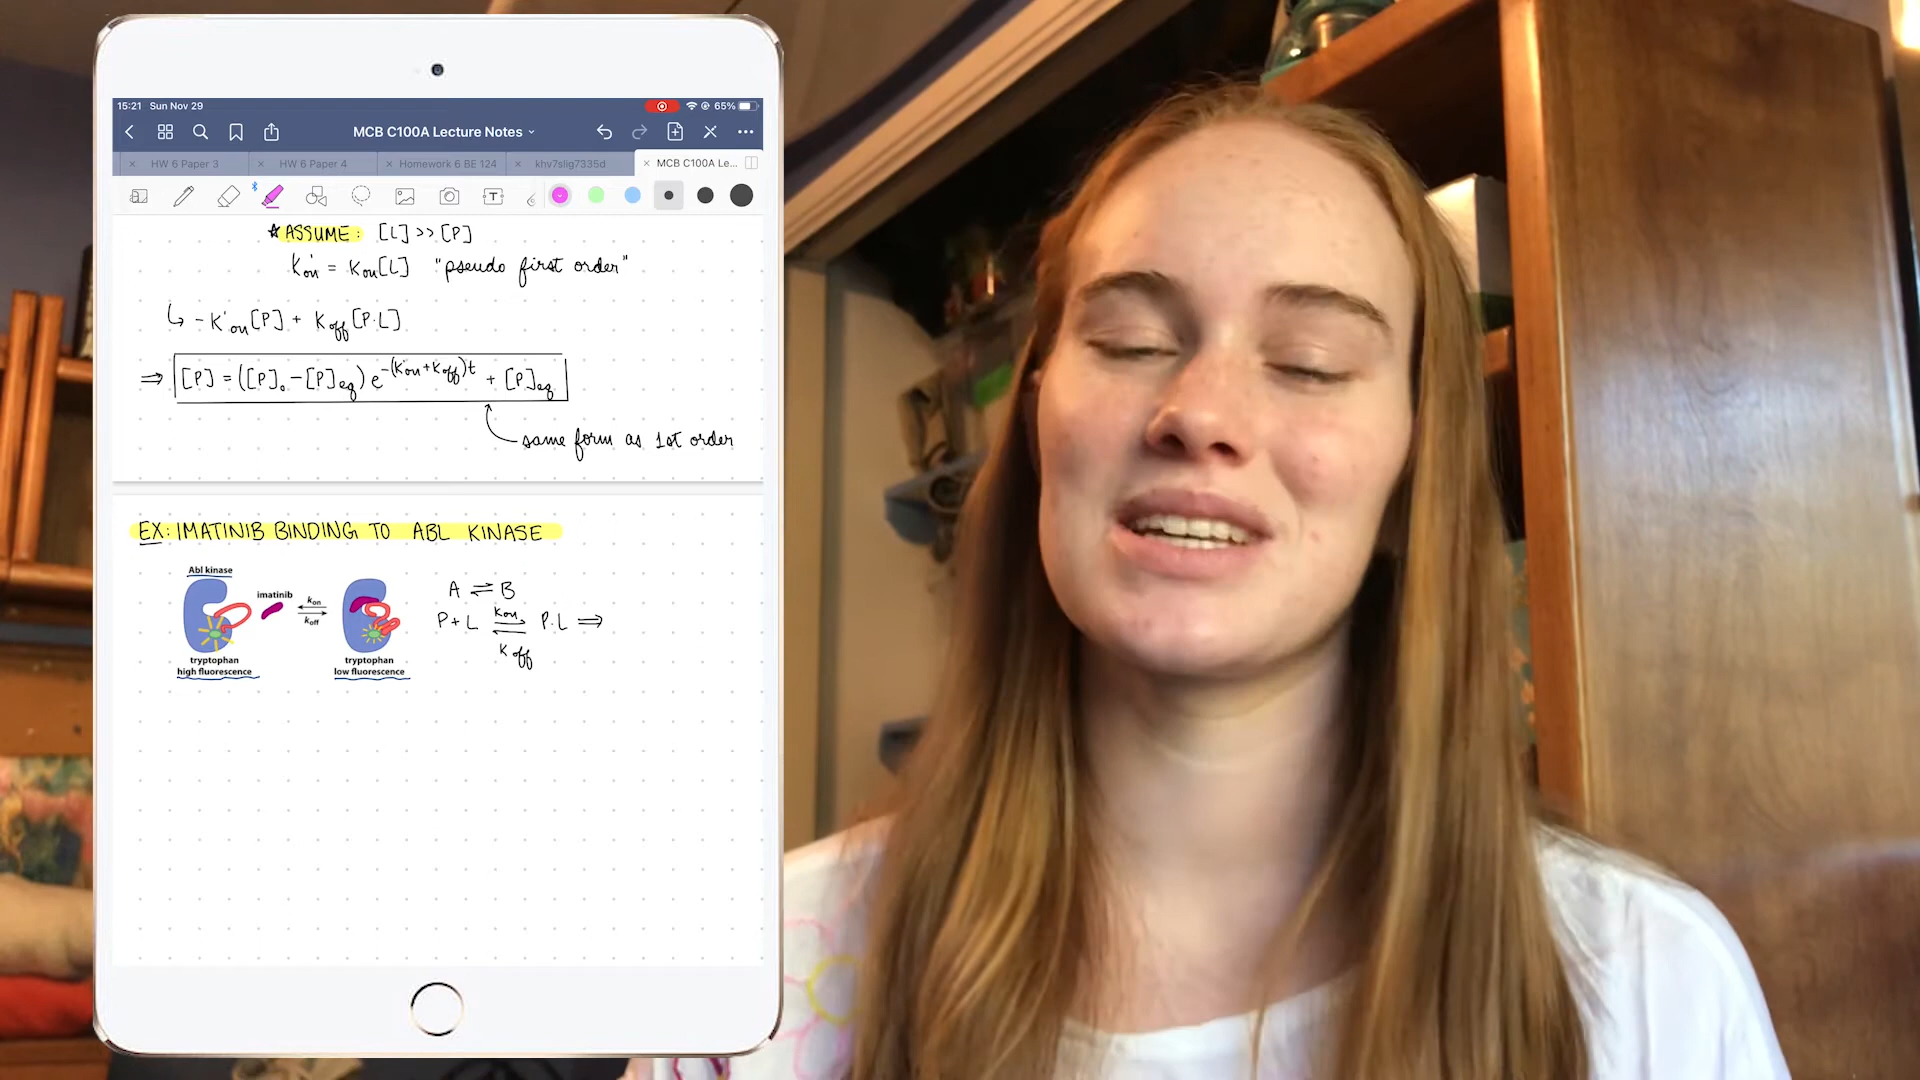 15:21 Sun Nov 29 65%
MCB C100A Lecture Notes
HW 6 Paper 3 HW 6 Paper 4 Homework 6 BE 124 khv7slig7335d MCB C100A Le...
★ASSUME: [L]>>[P]
K'on = Kon[L] "pseudo first order"
↳ -K'on[P] + Koff[P·L]
⇒ [P] = ([P]₀-[P]eq)e^-(K'on+Koff)t + [P]eq
same form as 1st order
EX: IMATINIB BINDING TO ABL KINASE
Abl kinase
imatinib
kon
koff
tryptophan
high fluorescence
tryptophan
low fluorescence
A ⇌ B
Kon
P+L ⇌ P·L ⇒
Koff